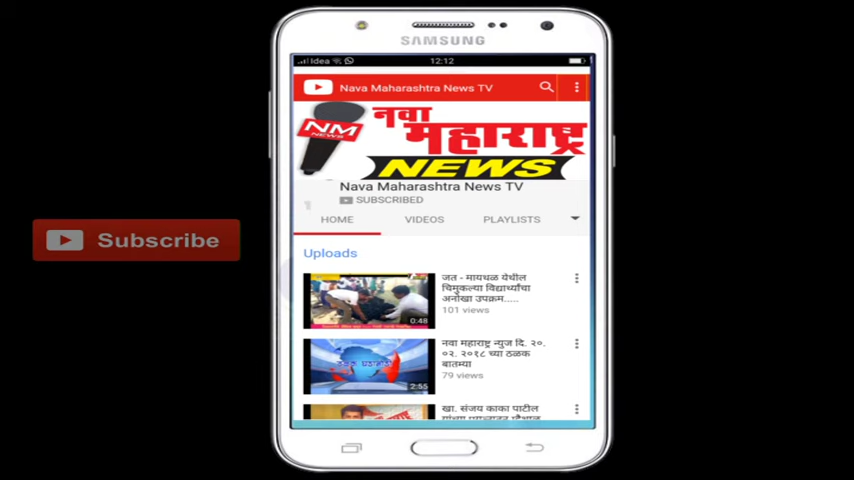 SAMSUNG
Idea 12:12
Nava Maharashtra News TV
NM
NEWS
नवा
महाराष्ट्र
NEWS
Nava Maharashtra News TV
SUBSCRIBED
HOME VIDEOS PLAYLISTS
Subscribe
Uploads
जत - मायथळ येथील
चिमुकल्या विद्यार्थ्यांचा
अनोखा उपक्रम.....
101 views
0:48
नवा महाराष्ट्र न्युज दि. २०.
०२. २०१८ च्या ठळक
बातम्या
79 views
2:55
खा. संजय काका पाटील